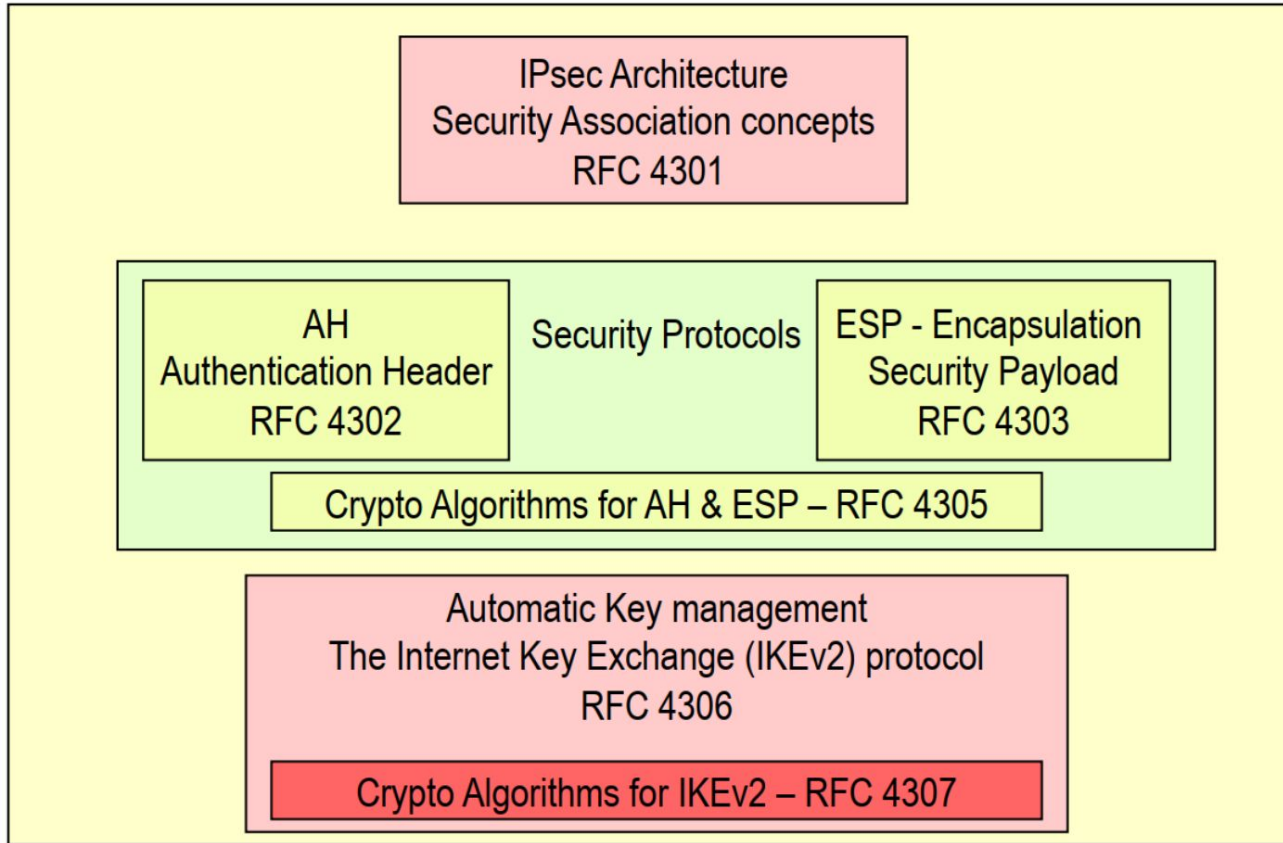 IPsec Architecture
Security Association concepts
RFC 4301
AH
Authentication Header
RFC 4302
Security Protocols
ESP - Encapsulation
Security Payload
RFC 4303
Crypto Algorithms for AH & ESP – RFC 4305
Automatic Key management
The Internet Key Exchange (IKEv2) protocol
RFC 4306
Crypto Algorithms for IKEv2 – RFC 4307